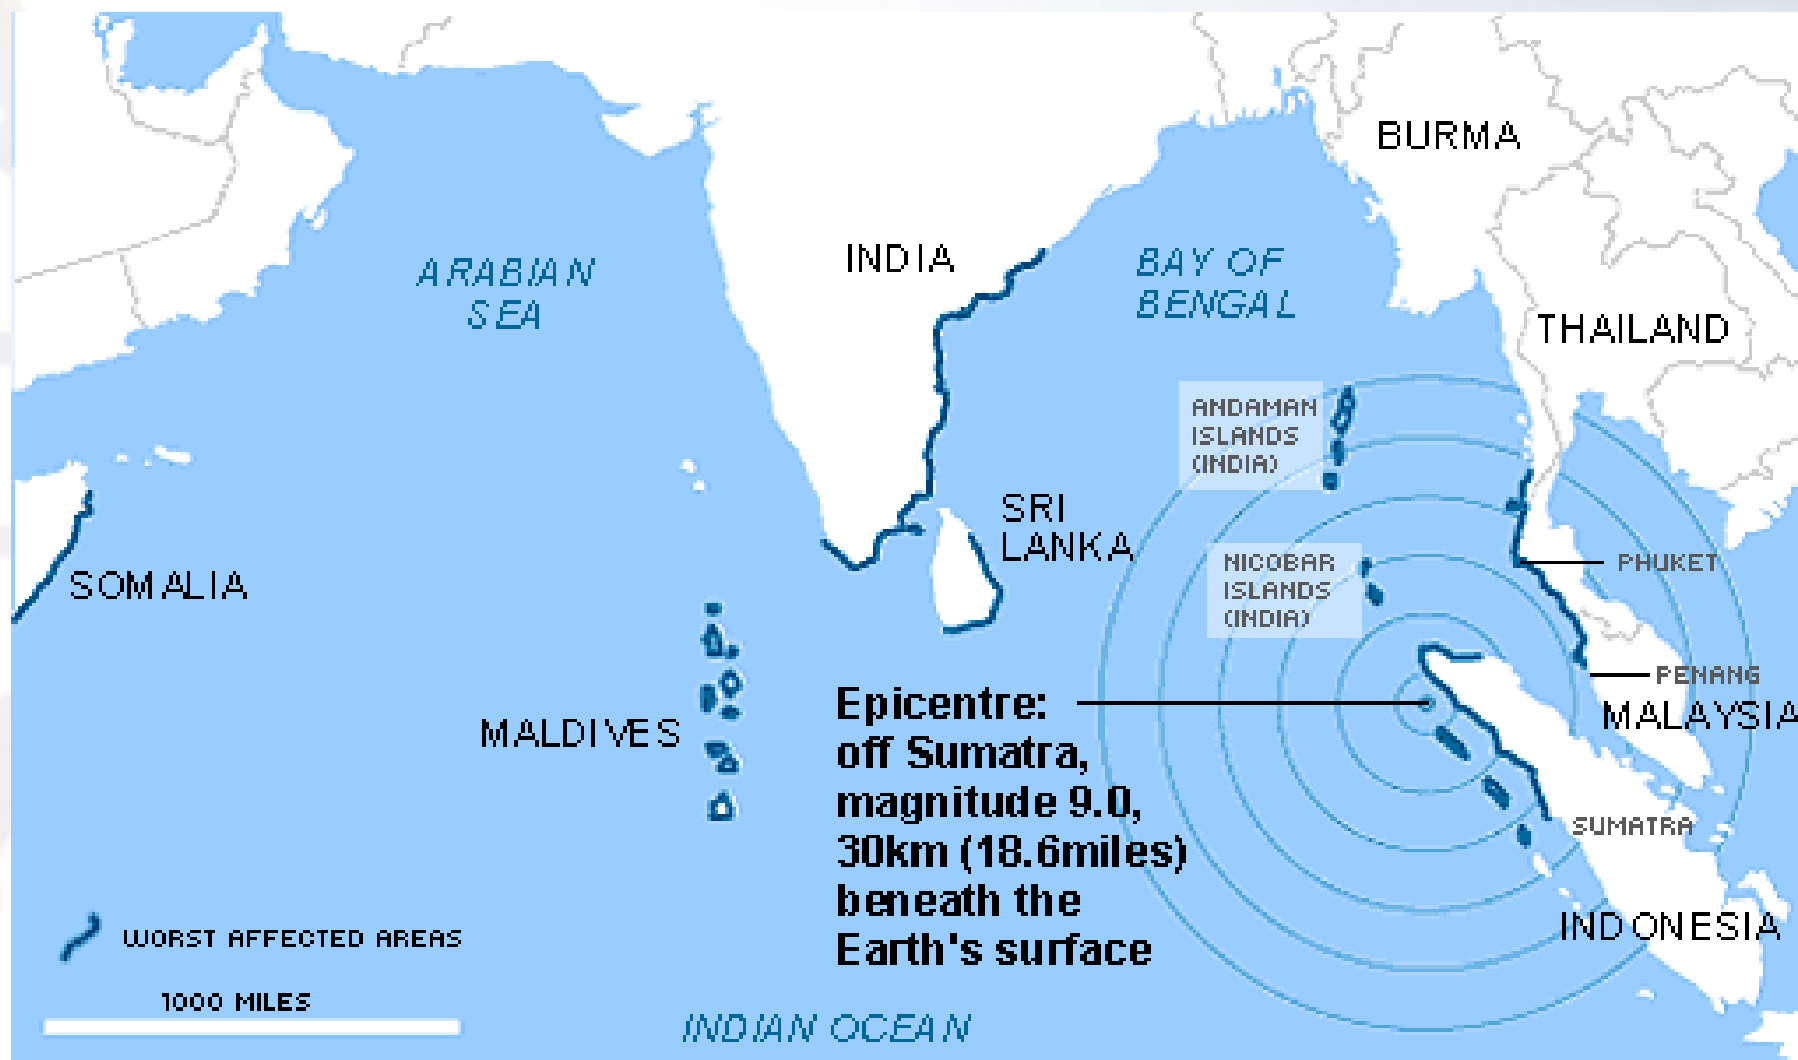 BURMA
INDIA
ARABIAN
SEA
BAY OF
BENGAL
THAILAND
ANDAMAN
ISLANDS
(INDIA)
SRI
LANKA
NICOBAR
ISLANDS
(INDIA)
PHUKET
SOMALIA
PENANG
MALDIVES
MALAYSIA
Epicentre:
off Sumatra,
magnitude 9.0,
30km (18.6miles)
beneath the
Earth's surface
SUMATRA
INDONESIA
WORST AFFECTED AREAS
1000 MILES
INDIAN OCEAN